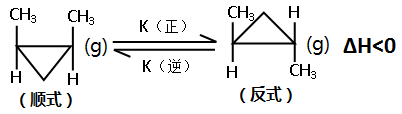 CH₃ CH₃
(g)
H H
(顺式)
K(正)
K(逆)
CH₃ H
(g)
H CH₃
(反式)
ΔH<0